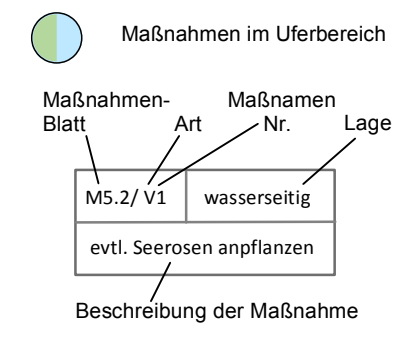 Maßnahmen im Uferbereich
Maßnahmen-
Blatt
Art
Maßnamen
Nr.
Lage
M5.2/ V1
wasserseitig
evtl. Seerosen anpflanzen
Beschreibung der Maßnahme